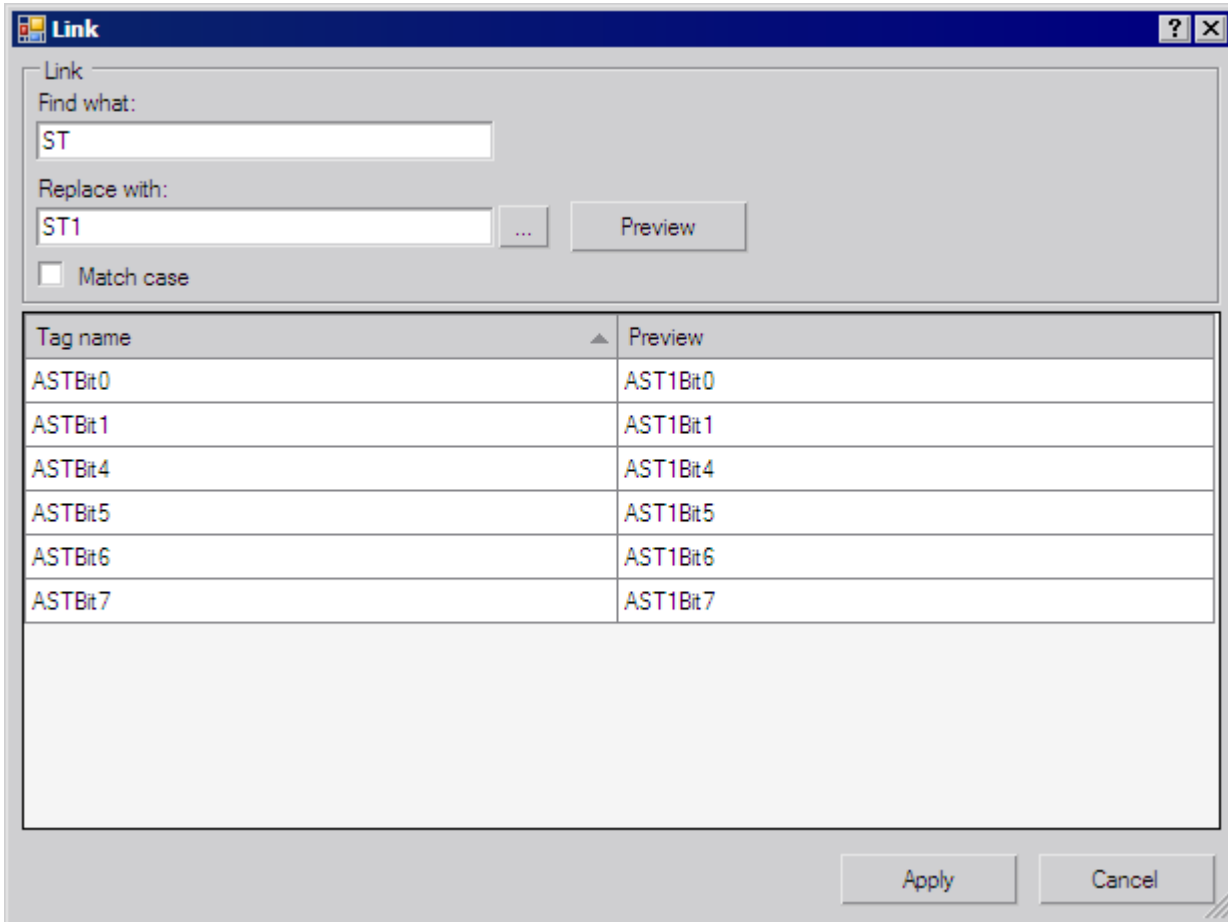 Link
Link
Find what:
ST
Replace with:
ST1 ... Preview
Match case
Tag name Preview
ASTBit0 AST1Bit0
ASTBit1 AST1Bit1
ASTBit4 AST1Bit4
ASTBit5 AST1Bit5
ASTBit6 AST1Bit6
ASTBit7 AST1Bit7
Apply Cancel